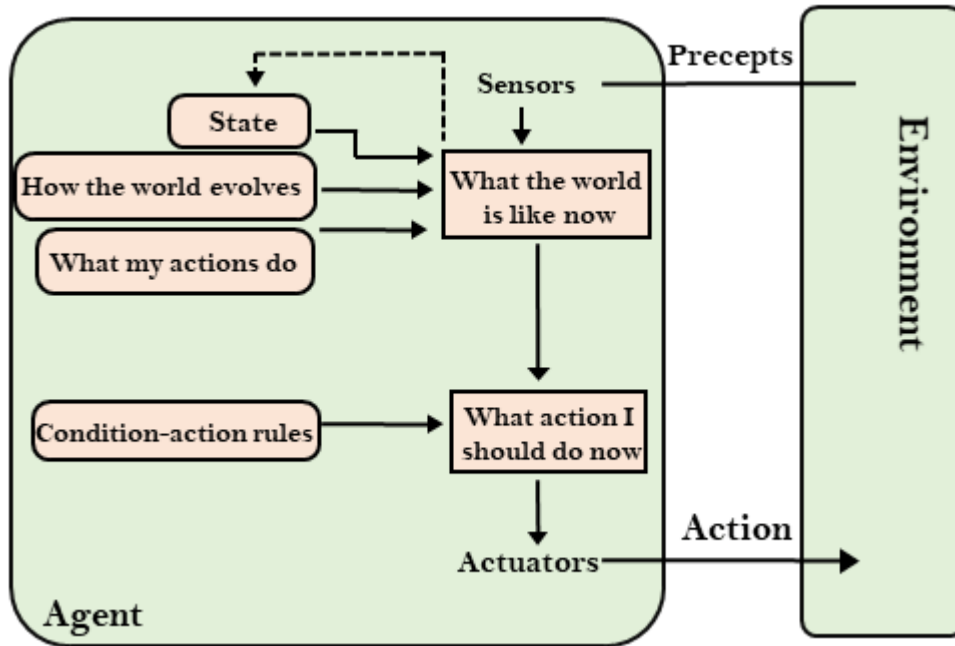 Precepts
Sensors
State
How the world evolves
What the world
is like now
What my actions do
Environment
Condition-action rules
What action I
should do now
Action
Actuators
Agent